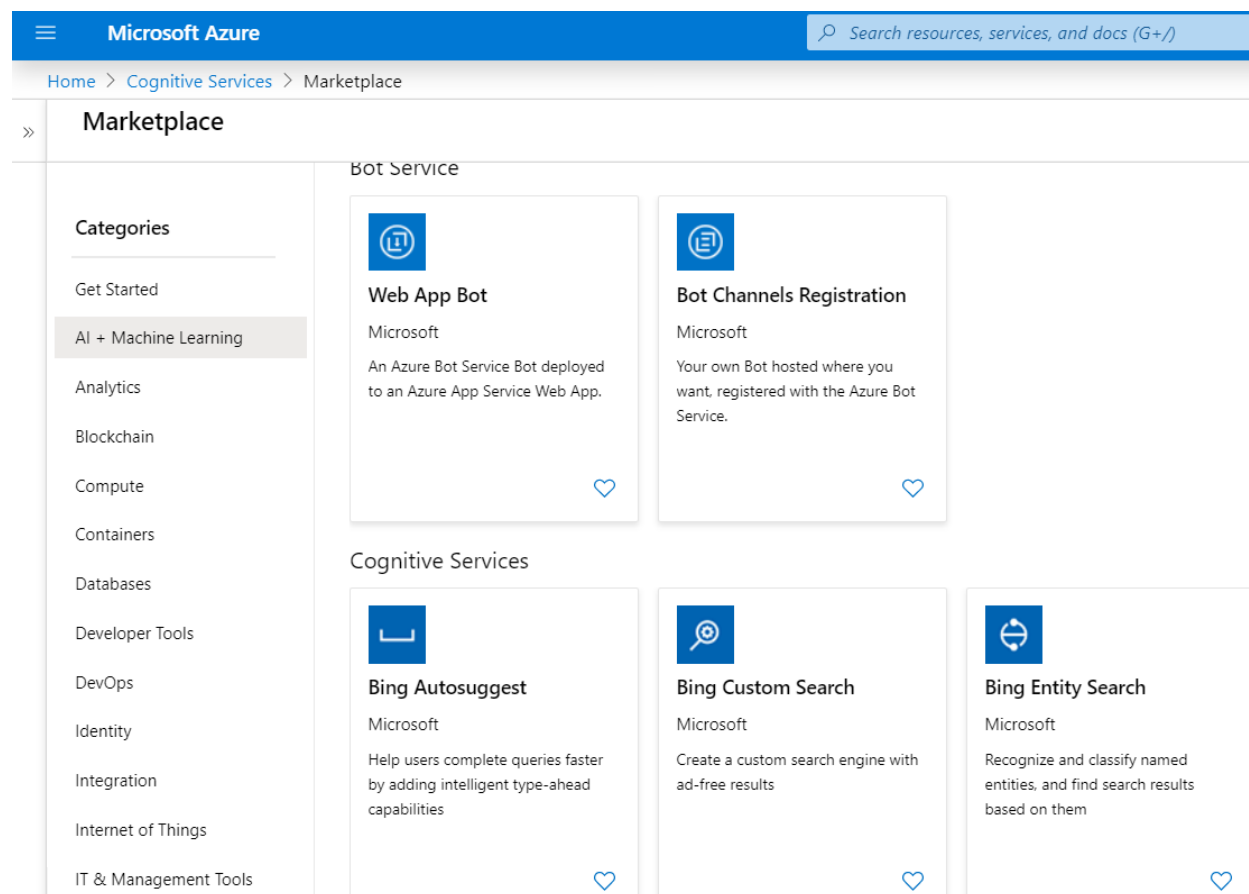 Microsoft Azure
Search resources, services, and docs (G+/)
Home > Cognitive Services > Marketplace
»
Marketplace
Categories
Get Started
AI + Machine Learning
Analytics
Blockchain
Compute
Containers
Databases
Developer Tools
DevOps
Identity
Integration
Internet of Things
IT & Management Tools
Bot Service
Web App Bot
Microsoft
An Azure Bot Service Bot deployed
to an Azure App Service Web App.
Bot Channels Registration
Microsoft
Your own Bot hosted where you
want, registered with the Azure Bot
Service.
Cognitive Services
Bing Autosuggest
Microsoft
Help users complete queries faster
by adding intelligent type-ahead
capabilities
Bing Custom Search
Microsoft
Create a custom search engine with
ad-free results
Bing Entity Search
Microsoft
Recognize and classify named
entities, and find search results
based on them